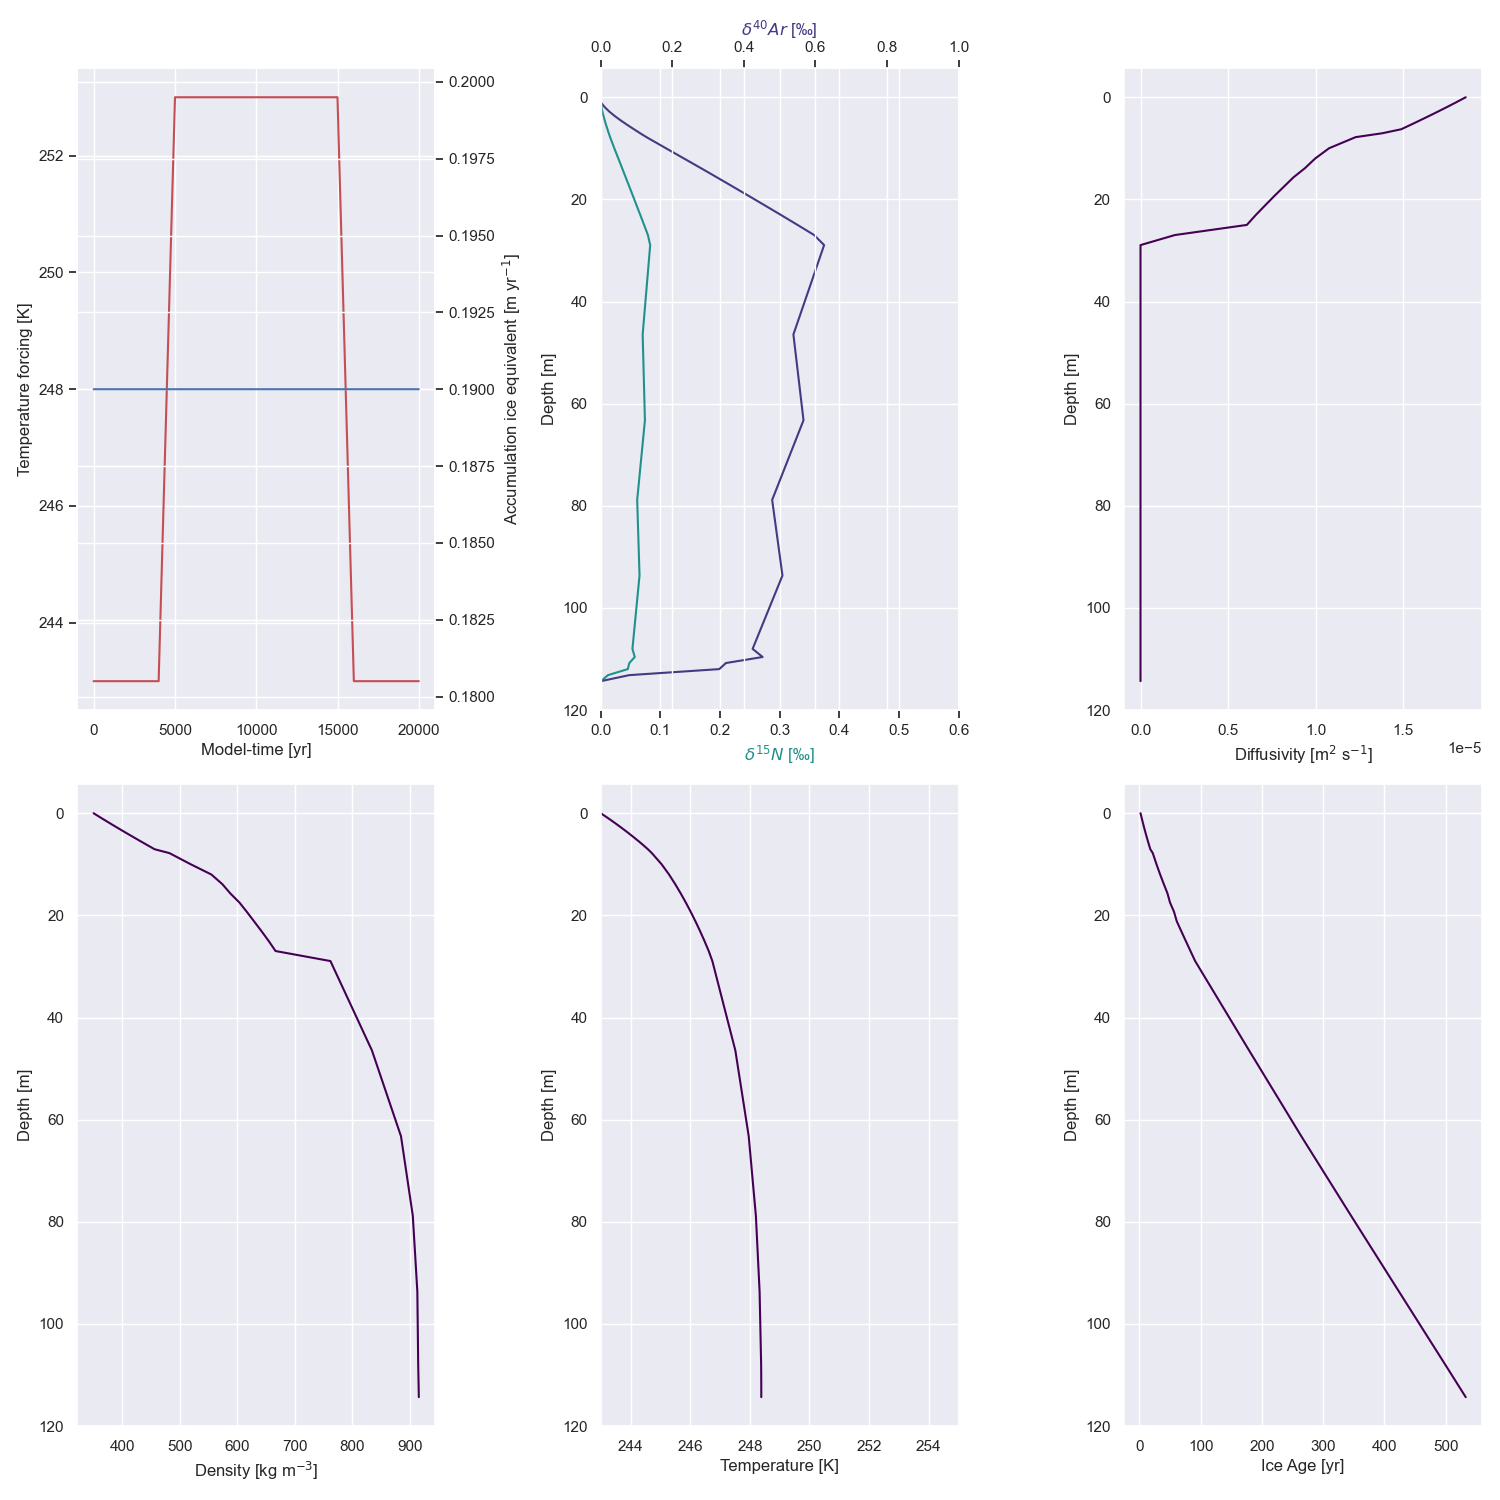 δ⁴⁰Ar [‰]
0.0 0.2 0.4 0.6 0.8 1.0
252
250
248
246
244
Temperature forcing [K]
0 5000 10000 15000 20000
Model-time [yr]
0.2000
0.1975
0.1950
0.1925
0.1900
0.1875
0.1850
0.1825
0.1800
Accumulation ice equivalent [m yr⁻¹]
0
20
40
60
80
100
120
Depth [m]
0.0 0.1 0.2 0.3 0.4 0.5 0.6
δ¹⁵N [‰]
0
20
40
60
80
100
120
Depth [m]
0.0 0.5 1.0 1.5
1e−5
Diffusivity [m² s⁻¹]
0
20
40
60
80
100
120
Depth [m]
400 500 600 700 800 900
Density [kg m⁻³]
0
20
40
60
80
100
120
Depth [m]
244 246 248 250 252 254
Temperature [K]
0
20
40
60
80
100
120
Depth [m]
0 100 200 300 400 500
Ice Age [yr]